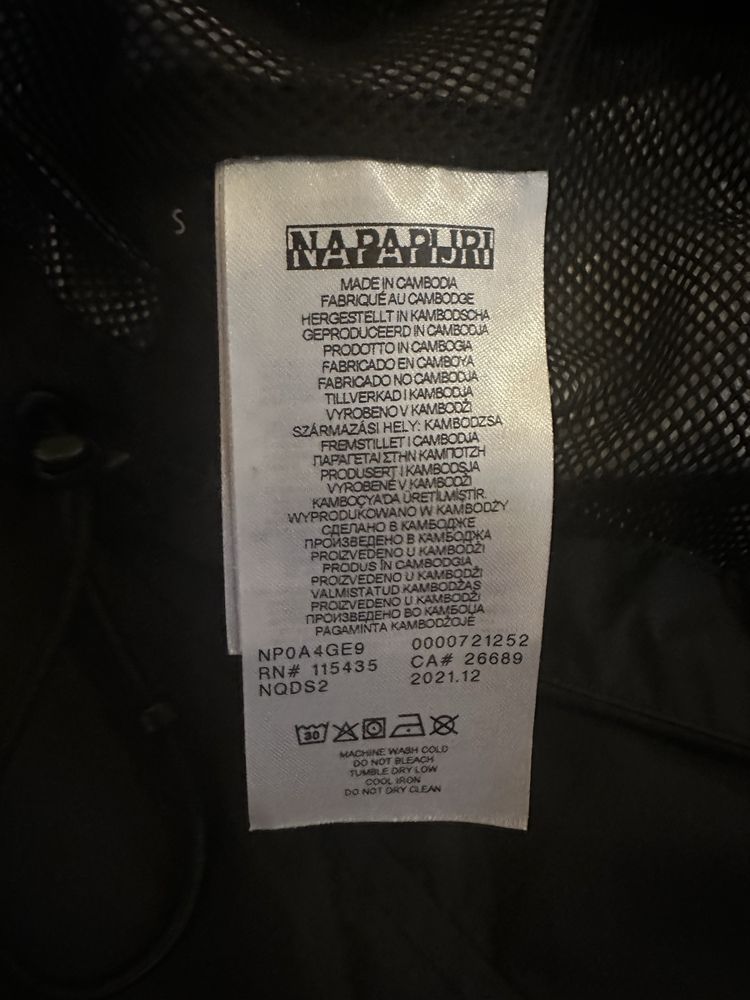 S
NAPAPIJRI
MADE IN CAMBODIA
FABRIQUÉ AU CAMBODGE
HERGESTELLT IN KAMBODSCHA
GEPRODUCEERD IN CAMBODJA
PRODOTTO IN CAMBOGIA
FABRICADO EN CAMBOYA
FABRICADO NO CAMBODJA
TILLVERKAD I KAMBODJA
VYROBENO V KAMBODŽI
SZÁRMAZÁSI HELY: KAMBODZSA
FREMSTILLET I CAMBODJA
ΠΑΡΑΓΕΤΑΙ ΣΤΗΝ ΚΑΜΠΟΤΖΗ
PRODUSERT I KAMBODSJA
VYROBENÉ V KAMBODŽI
KAMBOÇYA'DA ÜRETILMIŞTIR.
WYPRODUKOWANO W KAMBODŻY
СДЕЛАНО В КАМБОДЖЕ
ПРОИЗВЕДЕНО В КАМБОДЖА
PROIZVEDENO U KAMBODŽI
PRODUS ÎN CAMBODGIA
PROIZVEDENO U KAMBODŽI
VALMISTATUD KAMBODŽAS
PROIZVEDENO U KAMBODŽI
ПРОИЗВЕДЕНО ВО КАМБОЏА
PAGAMINTA KAMBODŽOJE
NP0A4GE9 0000721252
RN# 115435 CA# 26689
NQDS2 2021.12
30
MACHINE WASH COLD
DO NOT BLEACH
TUMBLE DRY LOW
COOL IRON
DO NOT DRY CLEAN